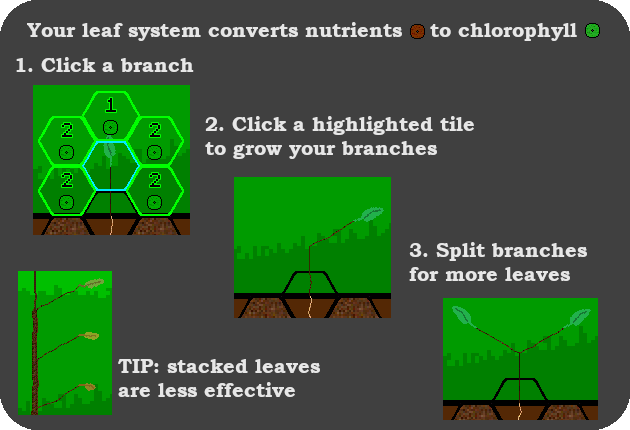 Your leaf system converts nutrients to chlorophyll
1. Click a branch
1
2 2
2 2
2. Click a highlighted tile
to grow your branches
3. Split branches
for more leaves
TIP: stacked leaves
are less effective